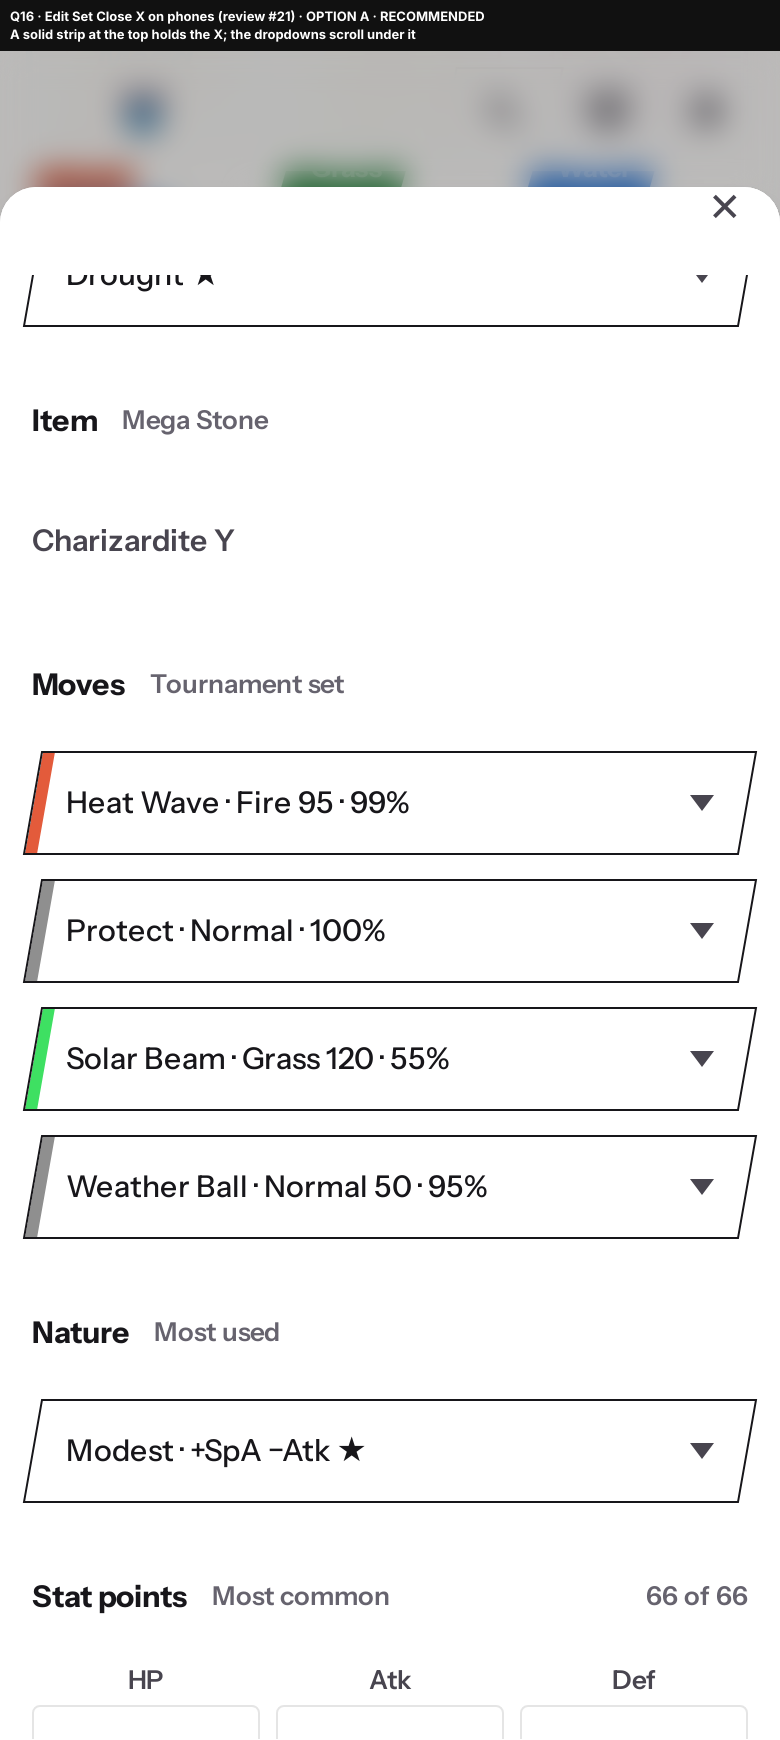 Q16 · Edit Set Close X on phones (review #21) · OPTION A · RECOMMENDED
A solid strip at the top holds the X; the dropdowns scroll under it
Grass Water
Drought ★
Item Mega Stone
Charizardite Y
Moves Tournament set
Heat Wave · Fire 95 · 99%
Protect · Normal · 100%
Solar Beam · Grass 120 · 55%
Weather Ball · Normal 50 · 95%
Nature Most used
Modest · +SpA −Atk ★
Stat points Most common 66 of 66
HP Atk Def